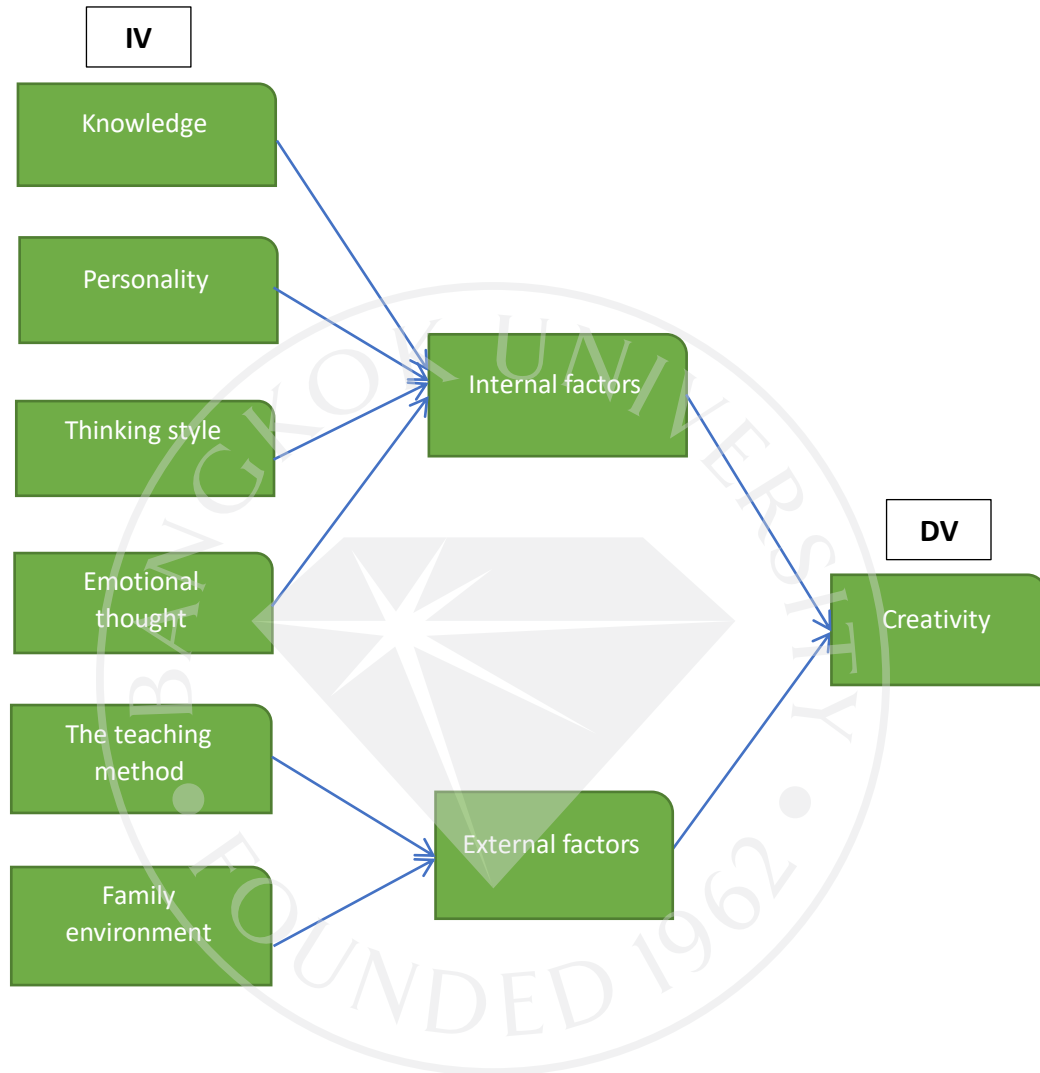 IV
Knowledge
Personality
Thinking style
Emotional
thought
The teaching
method
Family
environment
Internal factors
External factors
DV
Creativity
BANGKOK UNIVERSITY
FOUNDED 1962